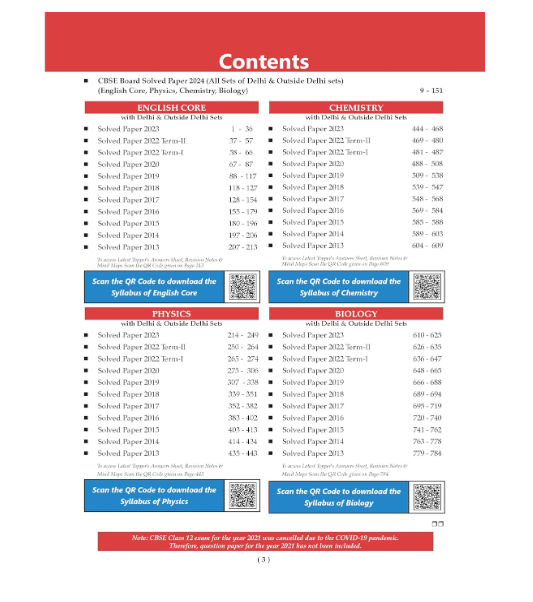 Contents
▪ CBSE Board Solved Paper 2024 (All Sets of Delhi & Outside Delhi sets)
(English Core, Physics, Chemistry, Biology) 9 - 151
ENGLISH CORE
with Delhi & Outside Delhi Sets
▪ Solved Paper 2023 1 - 36
▪ Solved Paper 2022 Term-II 37 - 57
▪ Solved Paper 2022 Term-I 58 - 66
▪ Solved Paper 2020 67 - 87
▪ Solved Paper 2019 88 - 117
▪ Solved Paper 2018 118 - 127
▪ Solved Paper 2017 128 - 154
▪ Solved Paper 2016 155 - 179
▪ Solved Paper 2015 180 - 196
▪ Solved Paper 2014 197 - 206
▪ Solved Paper 2013 207 - 213
To access Latest Topper's Answers Sheet, Revision Notes &
Mind Maps Scan the QR Code given on Page 213
Scan the QR Code to download the
Syllabus of English Core
CHEMISTRY
with Delhi & Outside Delhi Sets
▪ Solved Paper 2023 444 - 468
▪ Solved Paper 2022 Term-II 469 - 480
▪ Solved Paper 2022 Term-I 481 - 487
▪ Solved Paper 2020 488 - 508
▪ Solved Paper 2019 509 - 538
▪ Solved Paper 2018 539 - 547
▪ Solved Paper 2017 548 - 568
▪ Solved Paper 2016 569 - 584
▪ Solved Paper 2015 585 - 588
▪ Solved Paper 2014 589 - 603
▪ Solved Paper 2013 604 - 609
To access Latest Topper's Answers Sheet, Revision Notes &
Mind Maps Scan the QR Code given on Page 609
Scan the QR Code to download the
Syllabus of Chemistry
PHYSICS
with Delhi & Outside Delhi Sets
▪ Solved Paper 2023 214 - 249
▪ Solved Paper 2022 Term-II 250 - 264
▪ Solved Paper 2022 Term-I 265 - 274
▪ Solved Paper 2020 275 - 306
▪ Solved Paper 2019 307 - 338
▪ Solved Paper 2018 339 - 351
▪ Solved Paper 2017 352 - 382
▪ Solved Paper 2016 383 - 402
▪ Solved Paper 2015 403 - 413
▪ Solved Paper 2014 414 - 434
▪ Solved Paper 2013 435 - 443
To access Latest Topper's Answers Sheet, Revision Notes &
Mind Maps Scan the QR Code given on Page 443
Scan the QR Code to download the
Syllabus of Physics
BIOLOGY
with Delhi & Outside Delhi Sets
▪ Solved Paper 2023 610 - 625
▪ Solved Paper 2022 Term-II 626 - 635
▪ Solved Paper 2022 Term-I 636 - 647
▪ Solved Paper 2020 648 - 665
▪ Solved Paper 2019 666 - 688
▪ Solved Paper 2018 689 - 694
▪ Solved Paper 2017 695 - 719
▪ Solved Paper 2016 720 - 740
▪ Solved Paper 2015 741 - 762
▪ Solved Paper 2014 763 - 778
▪ Solved Paper 2013 779 - 784
To access Latest Topper's Answers Sheet, Revision Notes &
Mind Maps Scan the QR Code given on Page 784
Scan the QR Code to download the
Syllabus of Biology
Note: CBSE Class 12 exam for the year 2021 was cancelled due to the COVID-19 pandemic.
Therefore, question paper for the year 2021 has not been included.
( 3 )